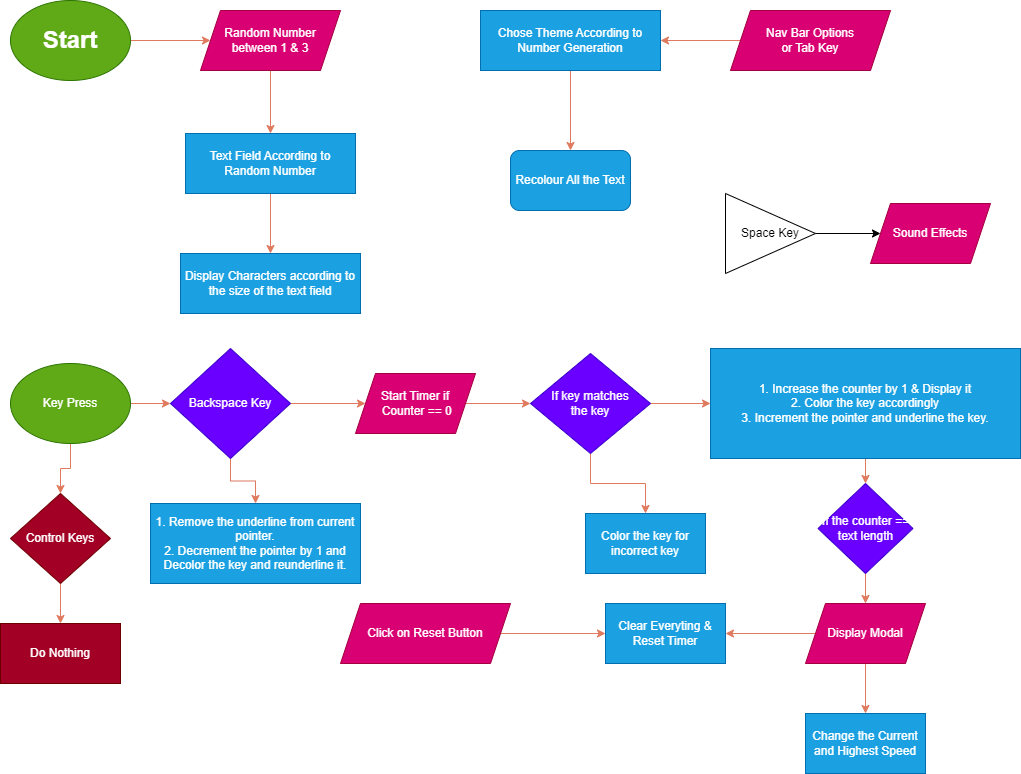 Start
Random Number
between 1 & 3
Chose Theme According to
Number Generation
Nav Bar Options
or Tab Key
Text Field According to
Random Number
Recolour All the Text
Space Key
Sound Effects
Display Characters according to
the size of the text field
Key Press
Backspace Key
Start Timer if
Counter == 0
If key matches
the key
1. Increase the counter by 1 & Display it
2. Color the key accordingly
3. Increment the pointer and underline the key.
Control Keys
1. Remove the underline from current
pointer.
2. Decrement the pointer by 1 and
Decolor the key and reunderline it.
Color the key for
incorrect key
the counter ==
text length
Do Nothing
Click on Reset Button
Clear Everyting &
Reset Timer
Display Modal
Change the Current
and Highest Speed